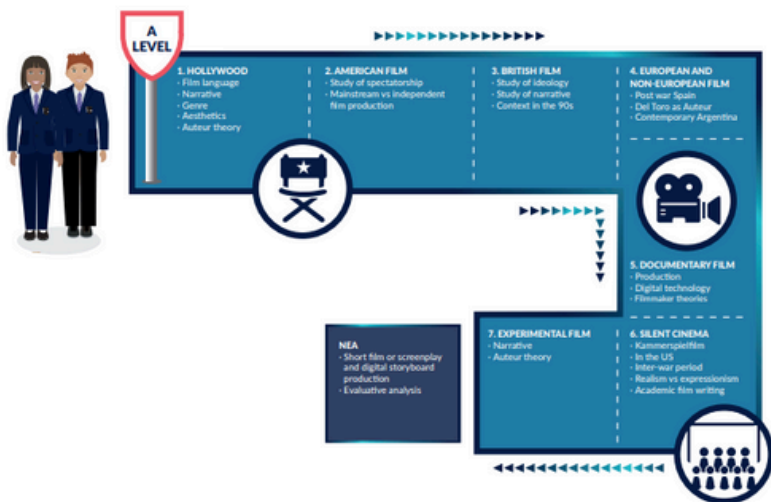 A
LEVEL
1. HOLLYWOOD
· Film language
· Narrative
· Genre
· Aesthetics
· Auteur theory
2. AMERICAN FILM
· Study of spectatorship
· Mainstream vs independent
film production
3. BRITISH FILM
· Study of ideology
· Study of narrative
· Context in the 90s
4. EUROPEAN AND
NON-EUROPEAN FILM
· Post war Spain
· Del Toro as Auteur
· Contemporary Argentina
5. DOCUMENTARY FILM
· Production
· Digital technology
· Filmmaker theories
6. SILENT CINEMA
· Kammerspielfilm
· In the US
· Inter-war period
· Realism vs expressionism
· Academic film writing
7. EXPERIMENTAL FILM
· Narrative
· Auteur theory
NEA
· Short film or screenplay
and digital storyboard
production
· Evaluative analysis